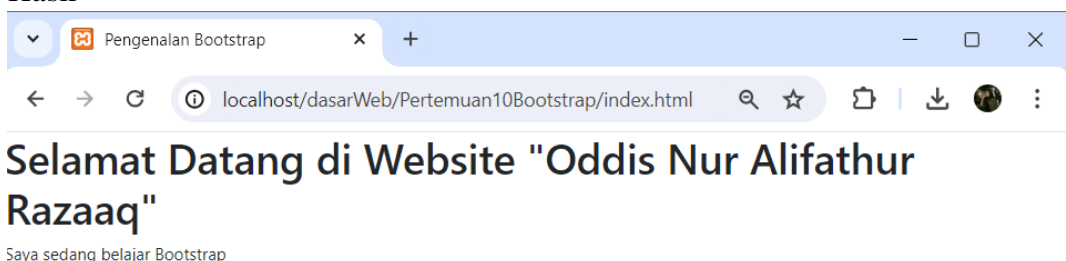 Pengenalan Bootstrap
localhost/dasarWeb/Pertemuan10Bootstrap/index.html
Selamat Datang di Website "Oddis Nur Alifathur
Razaaq"
Saya sedang belajar Bootstrap